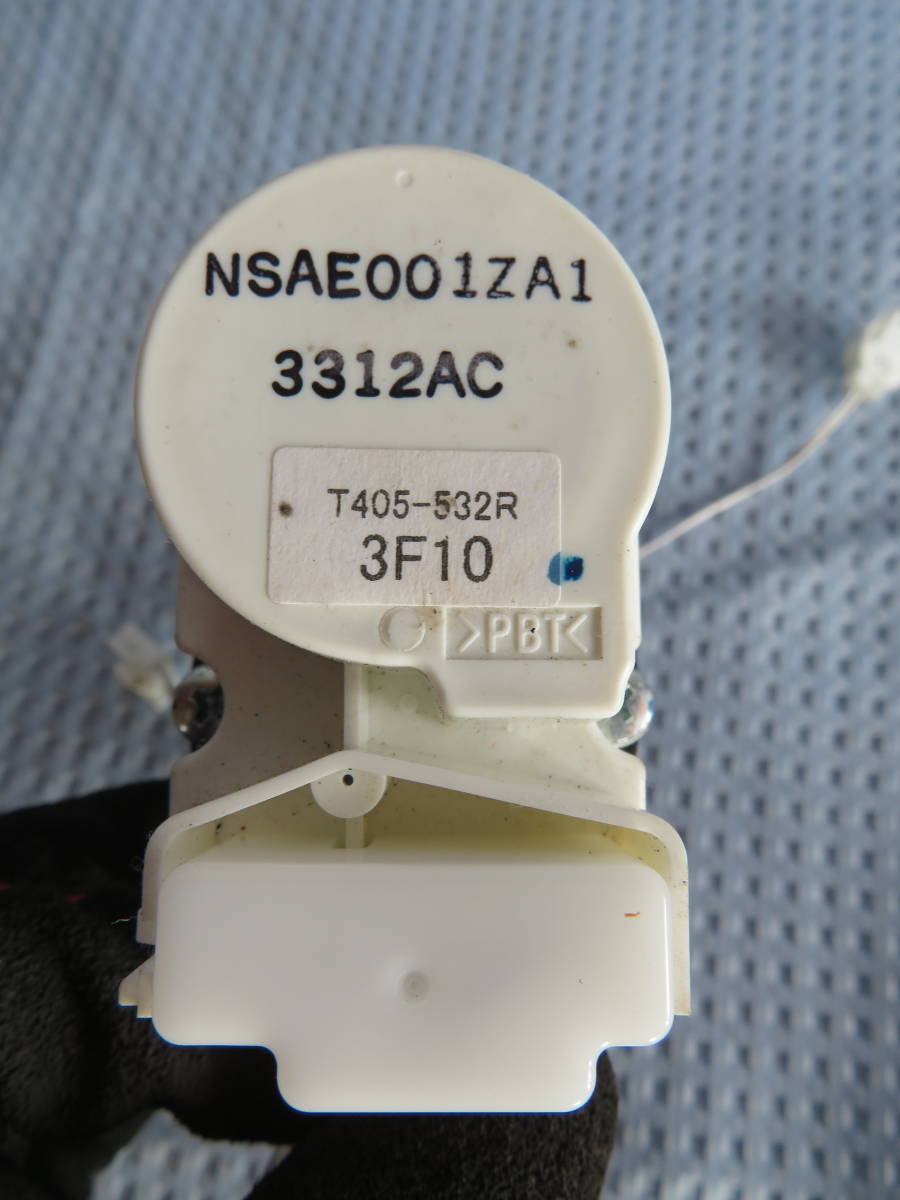 NSAE001ZA1
3312AC
T405-532R
3F10
>PBT<